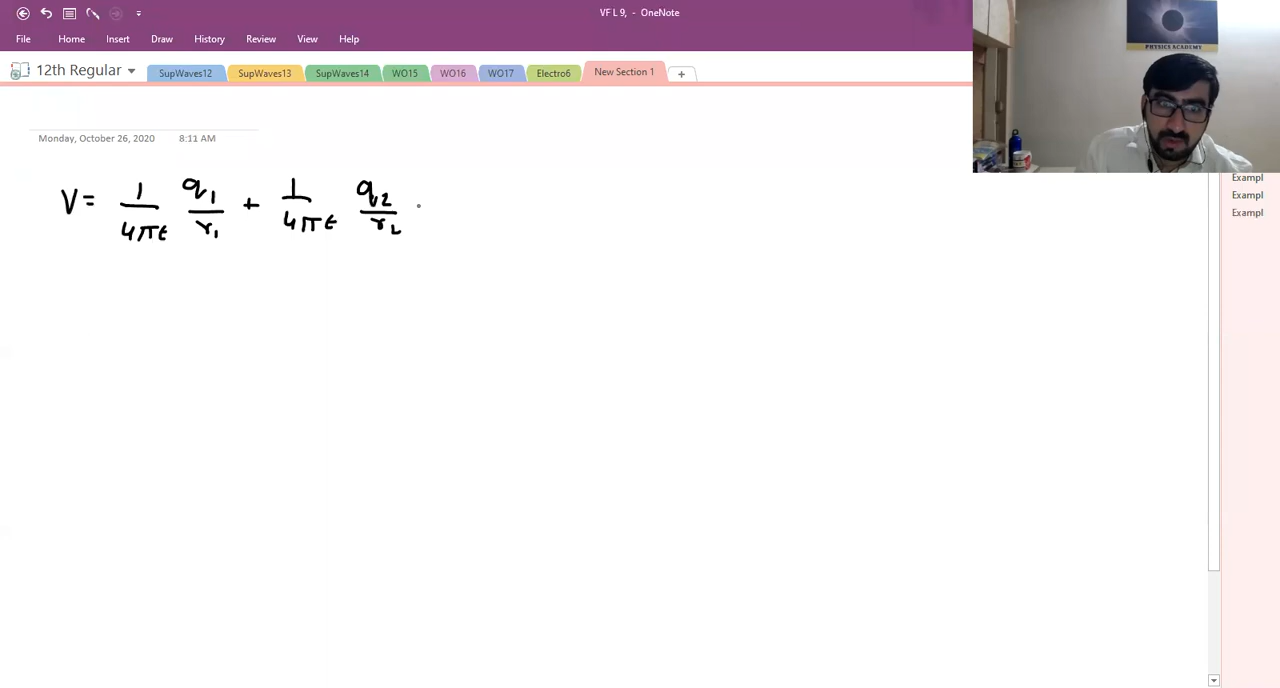 VF L 9, - OneNote
File Home Insert Draw History Review View Help
12th Regular SupWaves12 SupWaves13 SupWaves14 WO15 WO16 WO17 Electro6 New Section 1 +
PHYSICS ACADEMY
Exampl
Exampl
Exampl
Monday, October 26, 2020 8:11 AM
V= 1/4πϵ q1/r1 + 1/4πϵ q2/r2